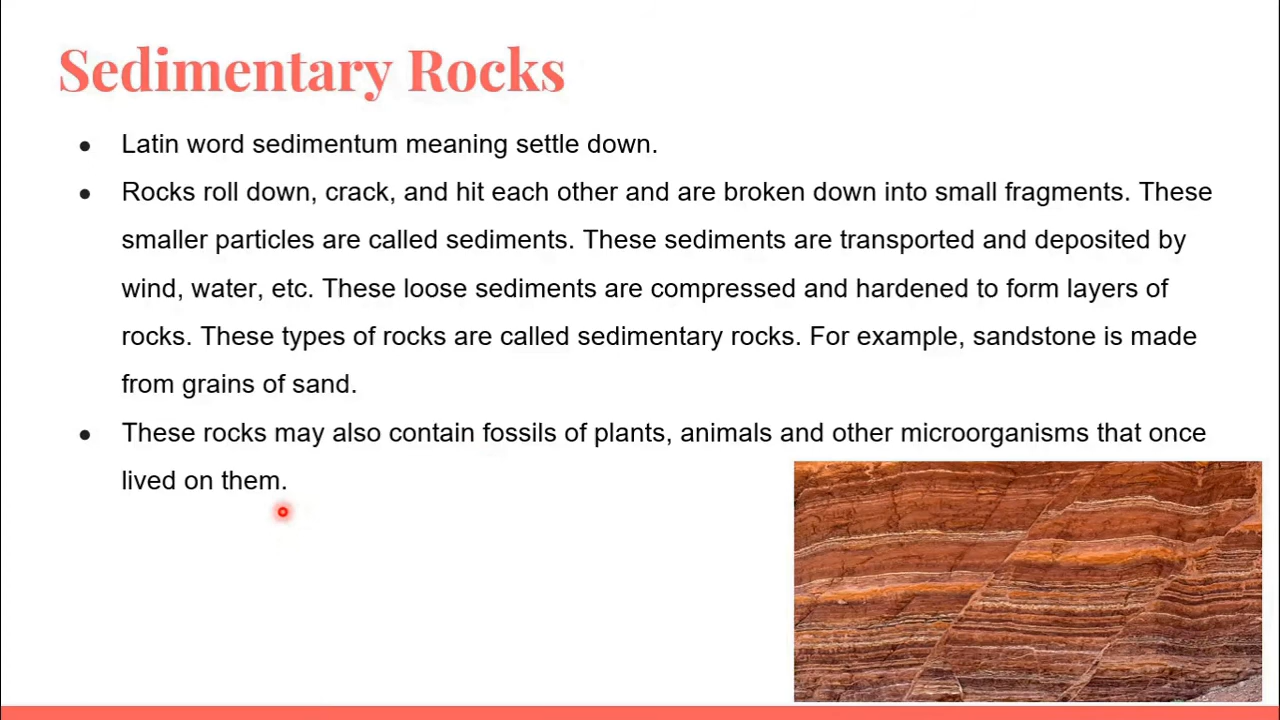 Sedimentary Rocks
● Latin word sedimentum meaning settle down.
● Rocks roll down, crack, and hit each other and are broken down into small fragments. These
smaller particles are called sediments. These sediments are transported and deposited by
wind, water, etc. These loose sediments are compressed and hardened to form layers of
rocks. These types of rocks are called sedimentary rocks. For example, sandstone is made
from grains of sand.
● These rocks may also contain fossils of plants, animals and other microorganisms that once
lived on them.